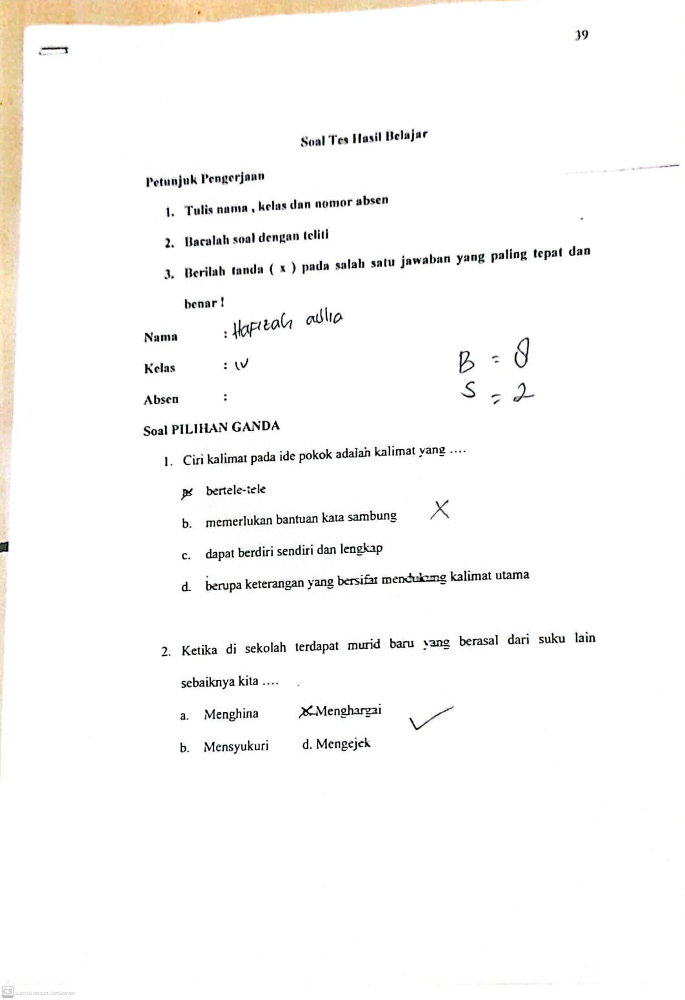 39
Soal Tes Hasil Belajar
Petunjuk Pengerjaan
1. Tulis nama , kelas dan nomor absen
2. Bacalah soal dengan teliti
3. Berilah tanda ( x ) pada salah satu jawaban yang paling tepat dan
benar !
Nama : Hafizah aulia
Kelas : IV
B = 8
Absen :
S = 2
Soal PILIHAN GANDA
1. Ciri kalimat pada ide pokok adalah kalimat yang ....
a. bertele-tele
b. memerlukan bantuan kata sambung
c. dapat berdiri sendiri dan lengkap
d. berupa keterangan yang bersifat mendukung kalimat utama
2. Ketika di sekolah terdapat murid baru yang berasal dari suku lain
sebaiknya kita ....
a. Menghina c. Menghargai
b. Mensyukuri d. Mengejek
CS Dipindai dengan CamScanner